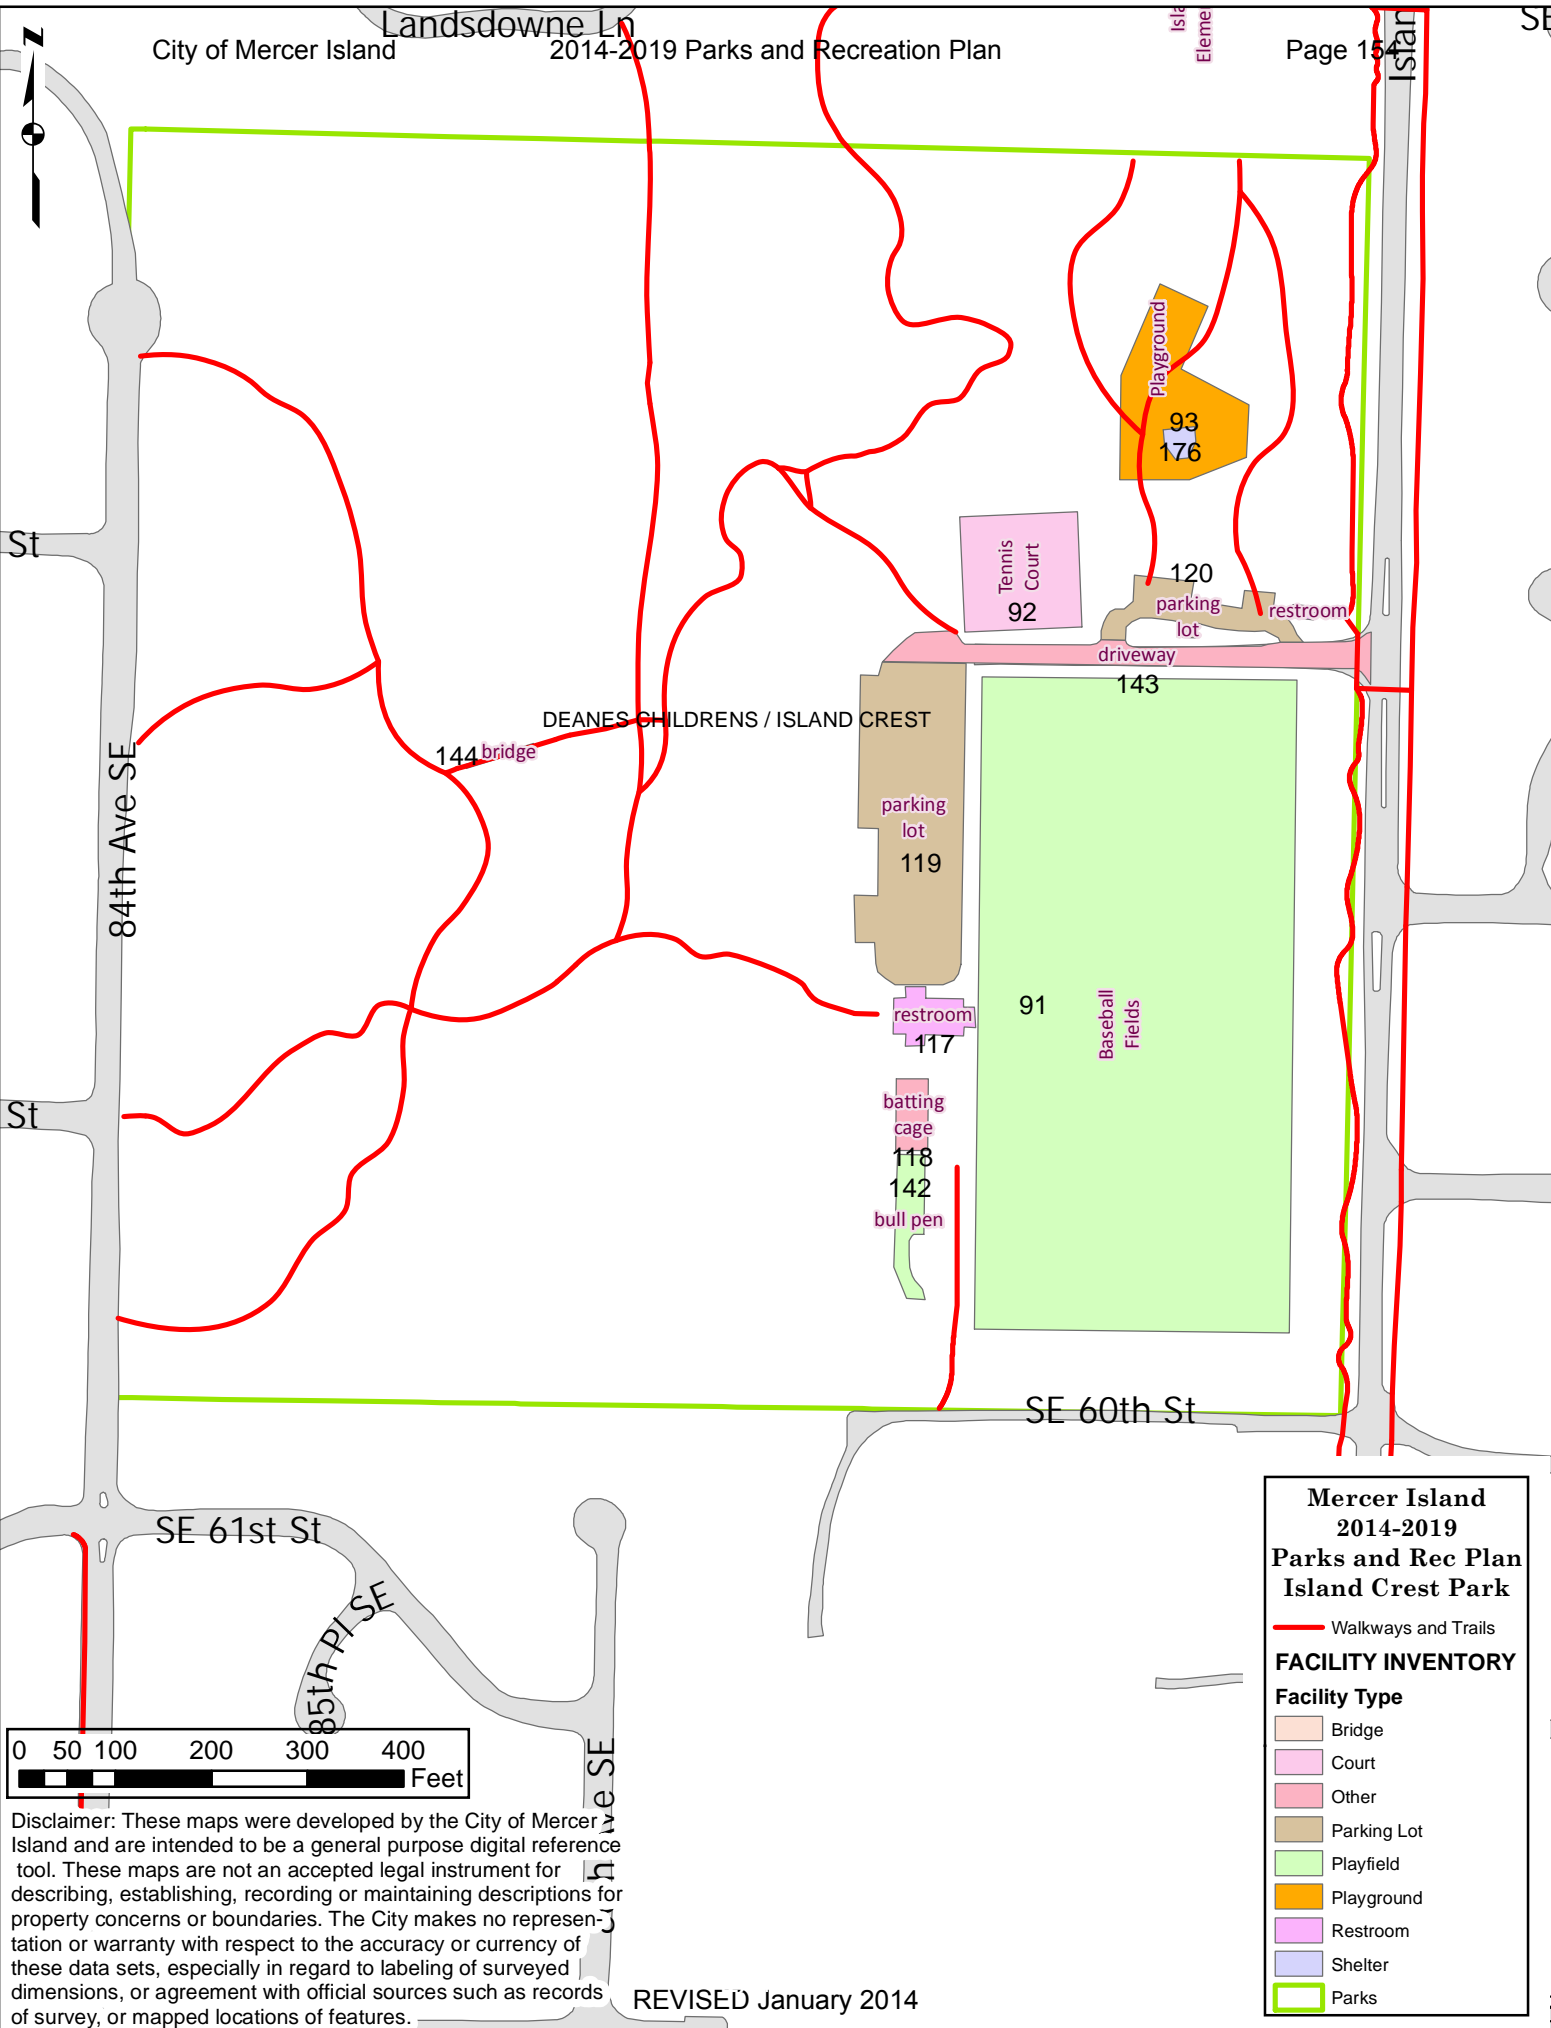 Landsdowne Ln
SE
City of Mercer Island
2014-2019 Parks and Recreation Plan
Page 154
Z
Playground
93
176
St
Tennis
Court
92
120
parking
lot
restroom
driveway
143
DEANES CHILDRENS / ISLAND CREST
144
bridge
84th Ave SE
parking
lot
119
91
Baseball
Fields
restroom
117
St
batting
cage
118
142
bull pen
SE 60th St
SE 61st St
85th Pl SE
Mercer Island
2014-2019
Parks and Rec Plan
Island Crest Park
Walkways and Trails
FACILITY INVENTORY
Facility Type
Bridge
Court
Other
Parking Lot
Playfield
Playground
Restroom
Shelter
Parks
0 50 100 200 300 400
Feet
Disclaimer: These maps were developed by the City of Mercer
Island and are intended to be a general purpose digital reference
tool. These maps are not an accepted legal instrument for
describing, establishing, recording or maintaining descriptions for
property concerns or boundaries. The City makes no represen-
tation or warranty with respect to the accuracy or currency of
these data sets, especially in regard to labeling of surveyed
dimensions, or agreement with official sources such as records
of survey, or mapped locations of features.
REVISED January 2014